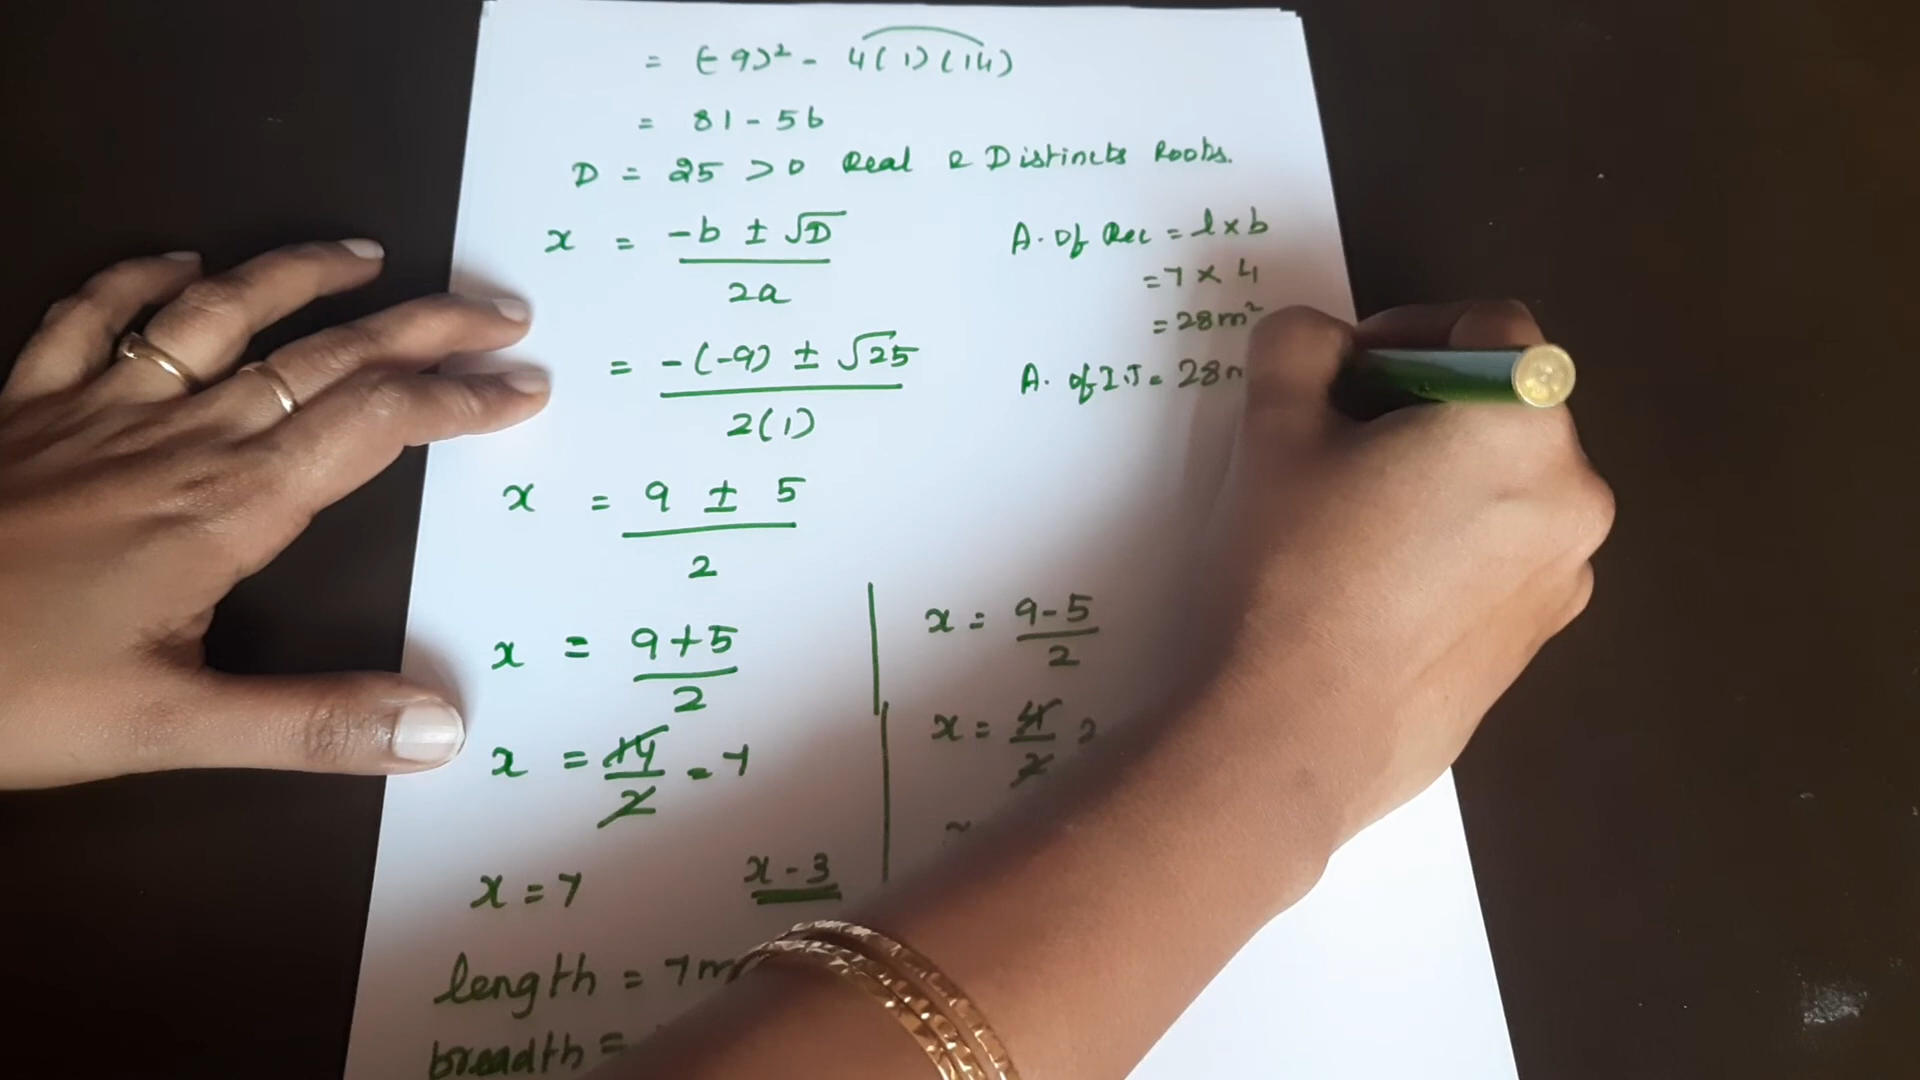 = (-9)² - 4(1)(14)
= 81 - 56
D = 25 > 0 Real & Distincts Roots.
x = -b ± √D
2a
= -(-9) ± √25
2(1)
x = 9 ± 5
2
x = 9+5
2
x = 14 = 7
2
x = 7
x - 3
length = 7m
breadth =
A. Of Rec = l × b
= 7 × 4
= 28m²
A. of I.T = 28m
x = 9-5
2
x = 4 2
2